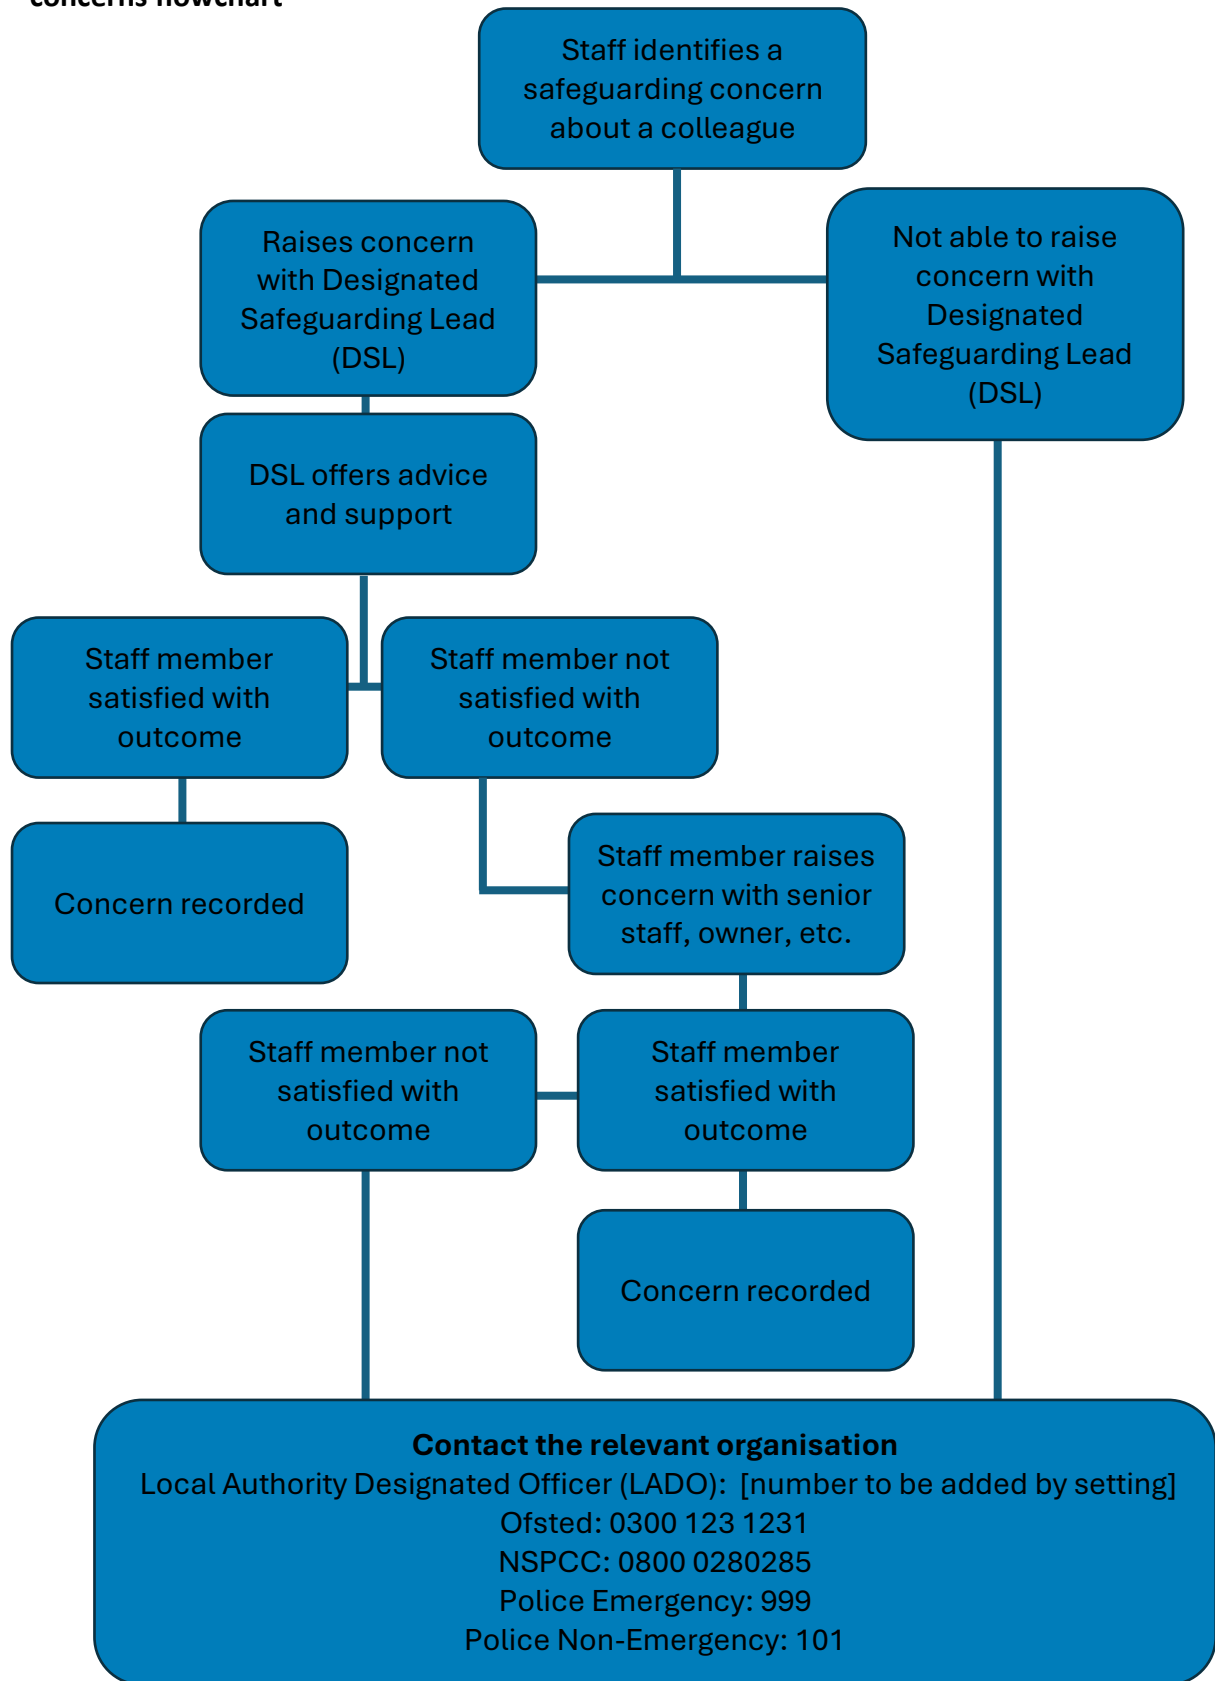 concerns flowchart
Staff identifies a
safeguarding concern
about a colleague
Raises concern
with Designated
Safeguarding Lead
(DSL)
Not able to raise
concern with
Designated
Safeguarding Lead
(DSL)
DSL offers advice
and support
Staff member
satisfied with
outcome
Staff member not
satisfied with
outcome
Concern recorded
Staff member raises
concern with senior
staff, owner, etc.
Staff member not
satisfied with
outcome
Staff member
satisfied with
outcome
Concern recorded
Contact the relevant organisation
Local Authority Designated Officer (LADO): [number to be added by setting]
Ofsted: 0300 123 1231
NSPCC: 0800 0280285
Police Emergency: 999
Police Non-Emergency: 101